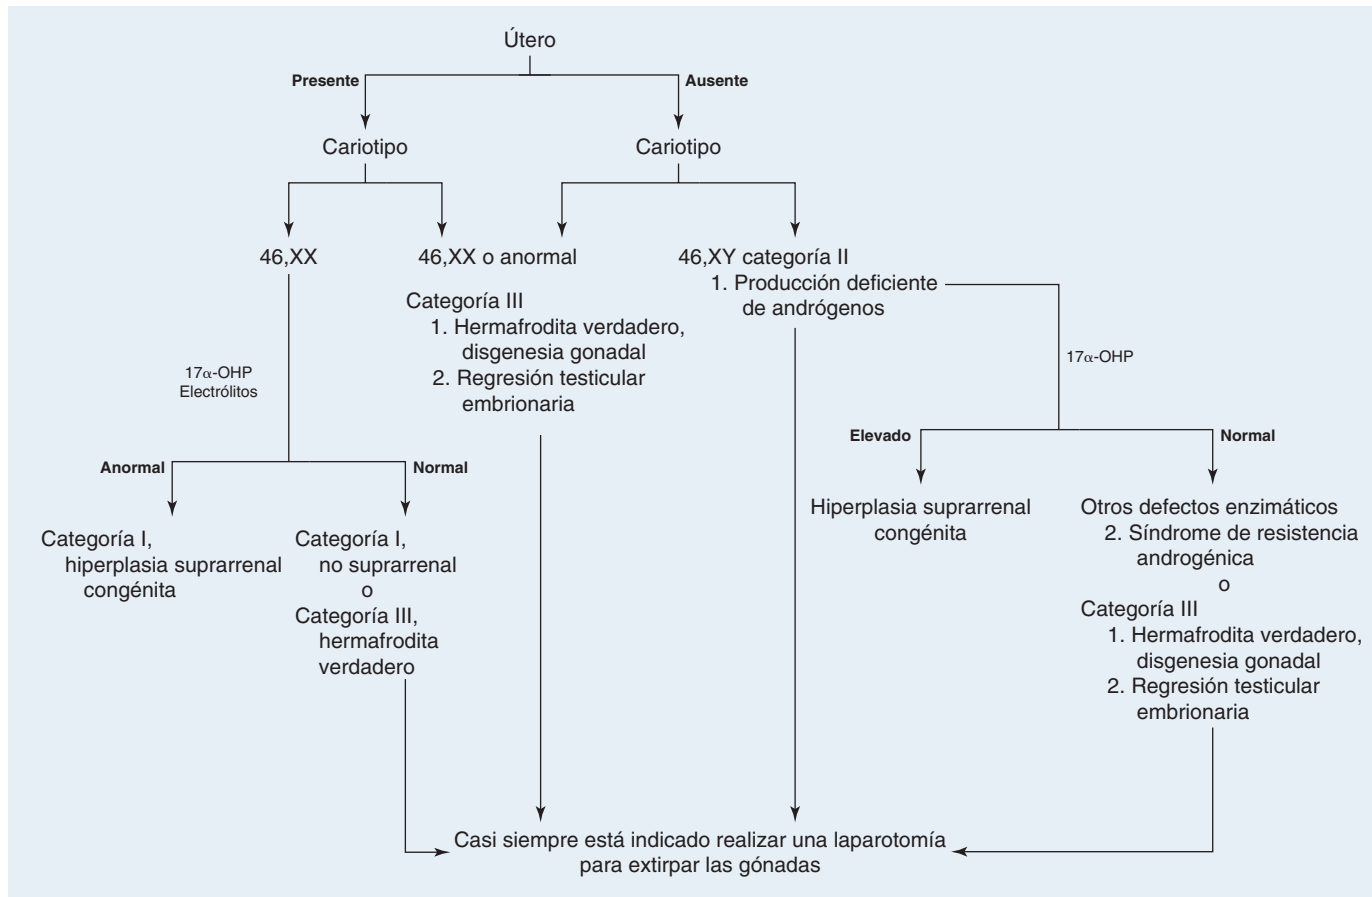 Útero
Presente
Ausente
Cariotipo
Cariotipo
46,XX
46,XX o anormal
Categoría III
1. Hermafrodita verdadero,
disgenesia gonadal
2. Regresión testicular
embrionaria
46,XY categoría II
1. Producción deficiente
de andrógenos
17α-OHP
Electrólitos
17α-OHP
Anormal
Normal
Elevado
Normal
Categoría I,
hiperplasia suprarrenal
congénita
Categoría I,
no suprarrenal
o
Categoría III,
hermafrodita
verdadero
Hiperplasia suprarrenal
congénita
Otros defectos enzimáticos
2. Síndrome de resistencia
androgénica
o
Categoría III
1. Hermafrodita verdadero,
disgenesia gonadal
2. Regresión testicular
embrionaria
Casi siempre está indicado realizar una laparotomía
para extirpar las gónadas